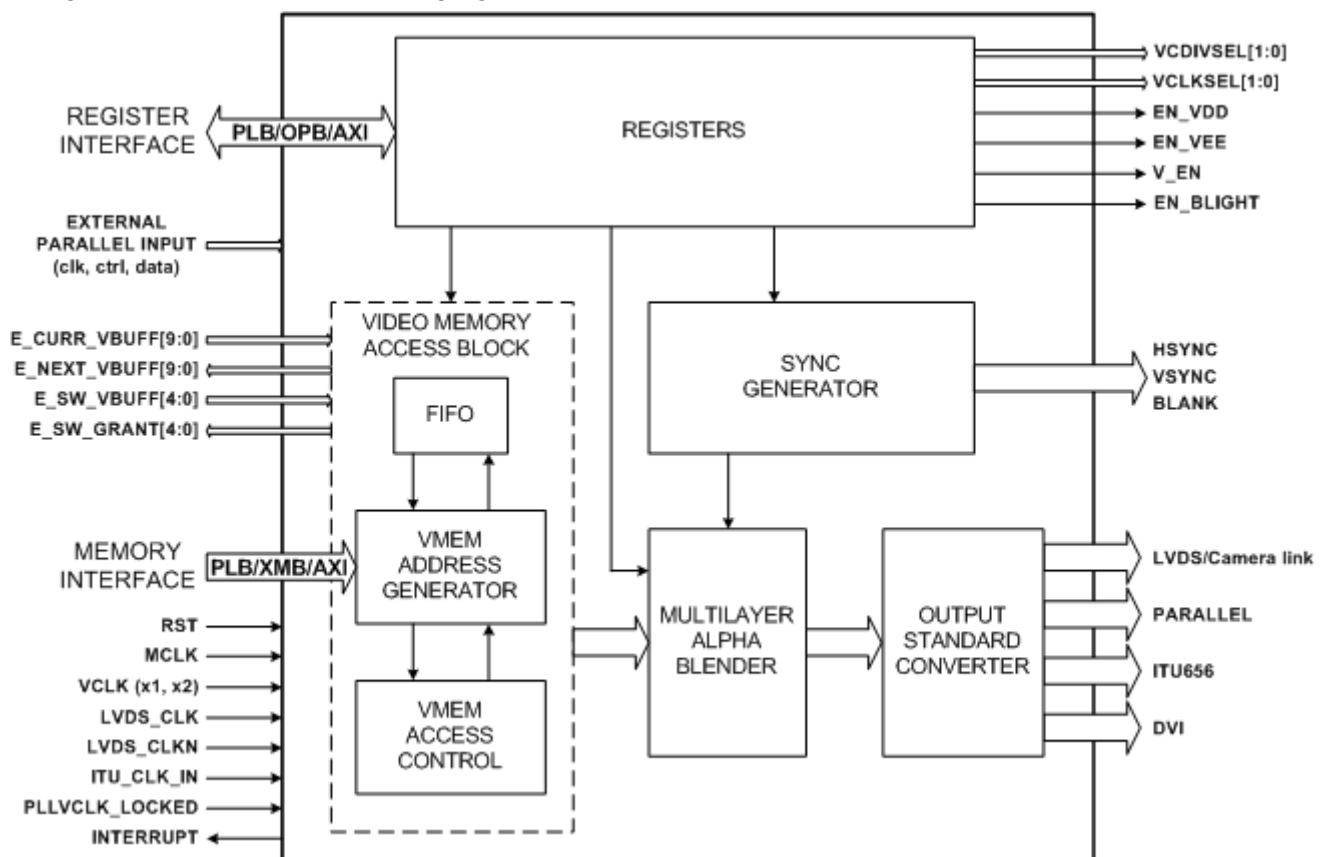 VCDIVSEL[1:0]
VCLKSEL[1:0]
EN_VDD
EN_VEE
V_EN
EN_BLIGHT
REGISTER
INTERFACE
PLB/OPB/AXI
REGISTERS
EXTERNAL
PARALLEL INPUT
(clk, ctrl, data)
E_CURR_VBUFF[9:0]
E_NEXT_VBUFF[9:0]
E_SW_VBUFF[4:0]
E_SW_GRANT[4:0]
VIDEO MEMORY
ACCESS BLOCK
FIFO
SYNC
GENERATOR
HSYNC
VSYNC
BLANK
MEMORY
INTERFACE
PLB/XMB/AXI
VMEM
ADDRESS
GENERATOR
VMEM
ACCESS
CONTROL
MULTILAYER
ALPHA
BLENDER
OUTPUT
STANDARD
CONVERTER
LVDS/Camera link
PARALLEL
ITU656
DVI
RST
MCLK
VCLK (x1, x2)
LVDS_CLK
LVDS_CLKN
ITU_CLK_IN
PLLVCLK_LOCKED
INTERRUPT